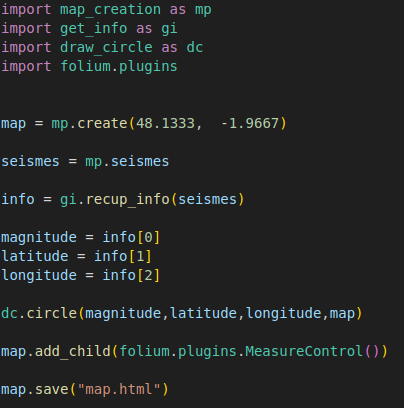 import map_creation as mp
import get_info as gi
import draw_circle as dc
import folium.plugins
map = mp.create(48.1333,  -1.9667)
seismes = mp.seismes
info = gi.recup_info(seismes)
magnitude = info[0]
latitude = info[1]
longitude = info[2]
dc.circle(magnitude,latitude,longitude,map)
map.add_child(folium.plugins.MeasureControl())
map.save("map.html")